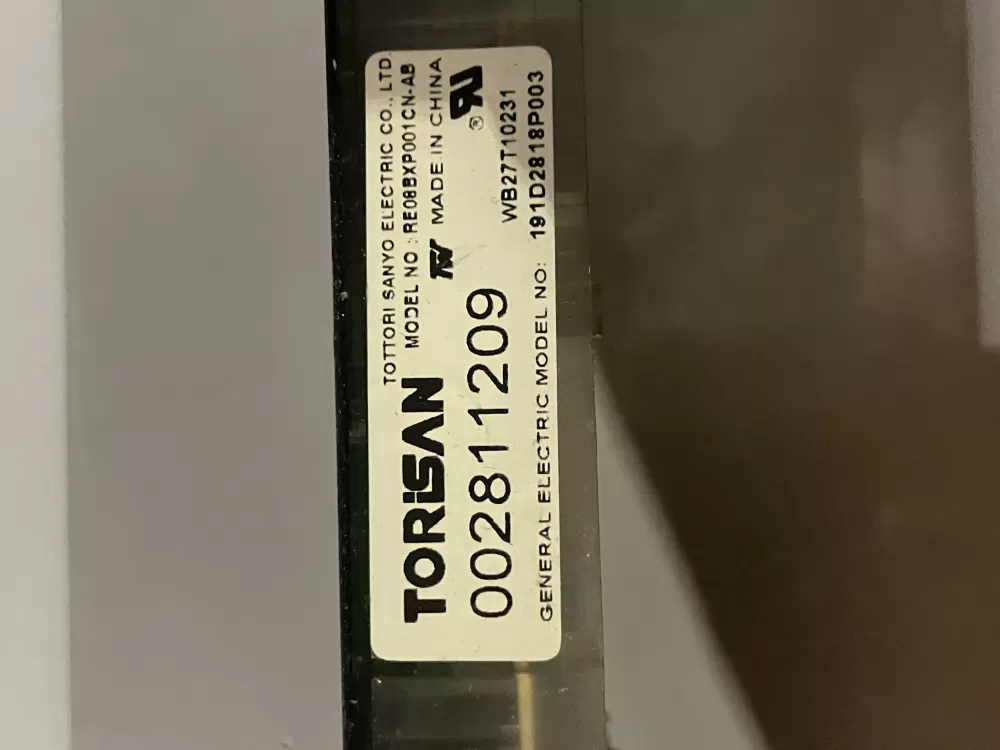 TOTTORI SANYO ELECTRIC CO., LTD.
TORiSAN MODEL NO : RE08BXP001CN-AB
MADE IN CHINA
002811209
WB27T10231
GENERAL ELECTRIC MODEL NO: 191D2818P003